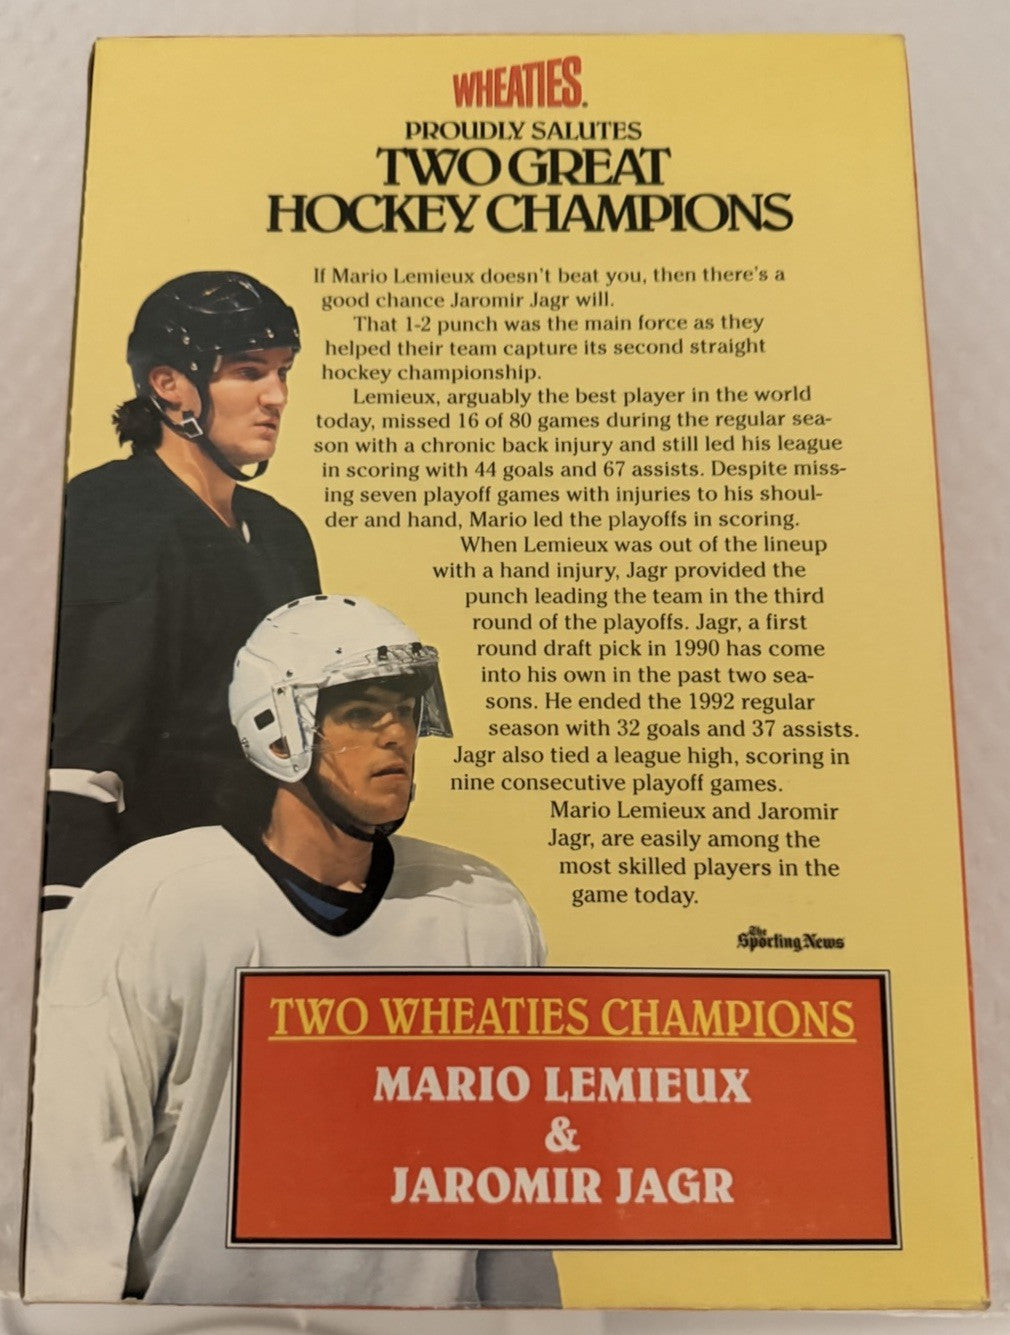 WHEATIES.
PROUDLY SALUTES
TWO GREAT
HOCKEY CHAMPIONS
If Mario Lemieux doesn't beat you, then there's a
good chance Jaromir Jagr will.
That 1-2 punch was the main force as they
helped their team capture its second straight
hockey championship.
Lemieux, arguably the best player in the world
today, missed 16 of 80 games during the regular sea-
son with a chronic back injury and still led his league
in scoring with 44 goals and 67 assists. Despite miss-
ing seven playoff games with injuries to his shoul-
der and hand, Mario led the playoffs in scoring.
When Lemieux was out of the lineup
with a hand injury, Jagr provided the
punch leading the team in the third
round of the playoffs. Jagr, a first
round draft pick in 1990 has come
into his own in the past two sea-
sons. He ended the 1992 regular
season with 32 goals and 37 assists.
Jagr also tied a league high, scoring in
nine consecutive playoff games.
Mario Lemieux and Jaromir
Jagr, are easily among the
most skilled players in the
game today.
The
Sporting News
TWO WHEATIES CHAMPIONS
MARIO LEMIEUX
&
JAROMIR JAGR